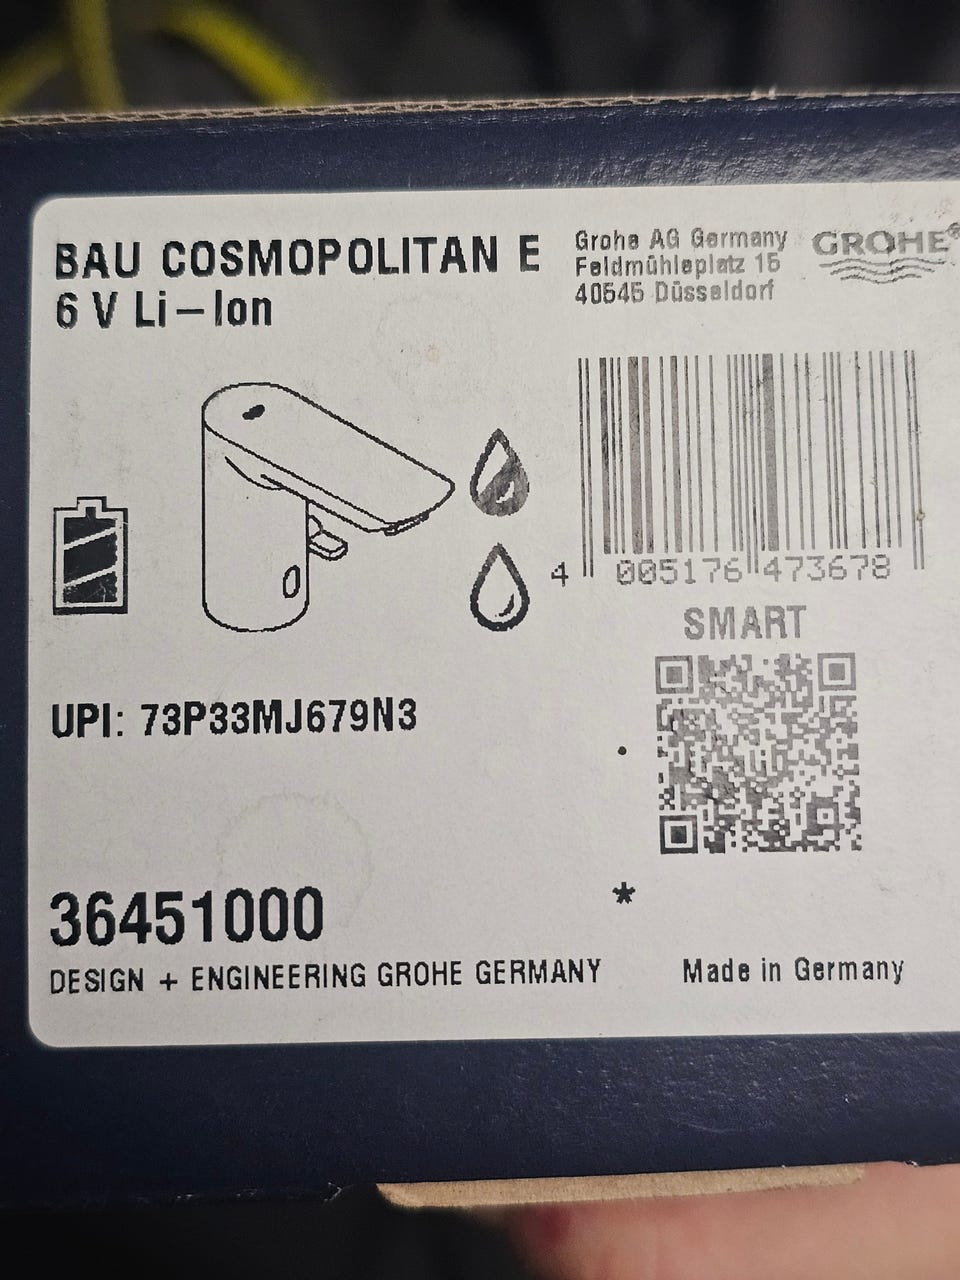 BAU COSMOPOLITAN E
6 V Li-Ion
Grohe AG Germany
Feldmühleplatz 15
40545 Düsseldorf
GROHE®
4 005176 473678
SMART
UPI: 73P33MJ679N3
36451000
*
DESIGN + ENGINEERING GROHE GERMANY
Made in Germany